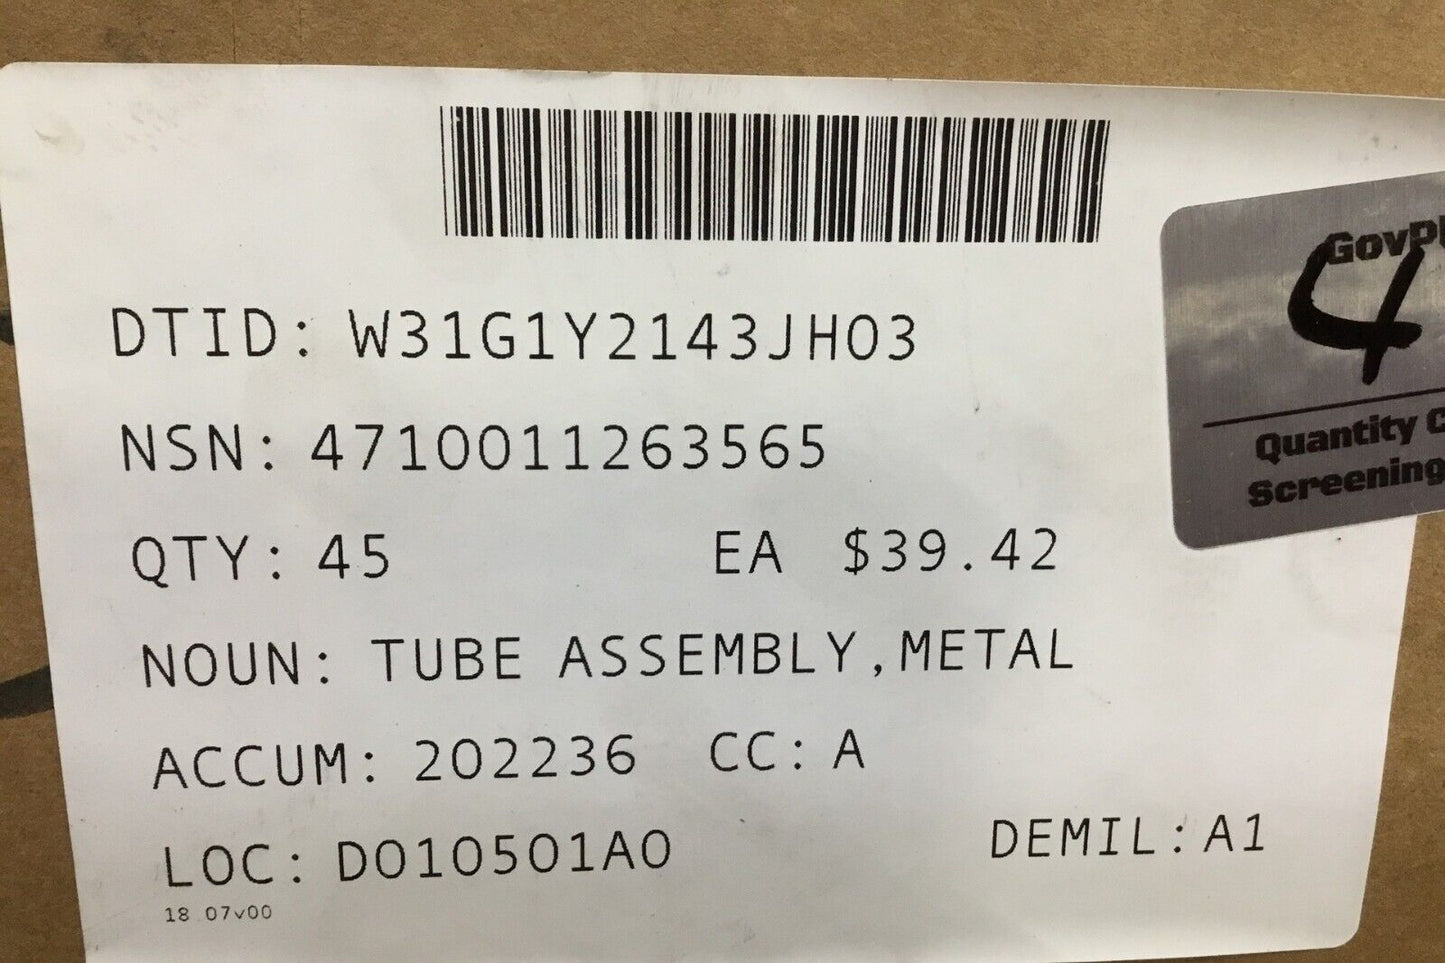 DTID: W31G1Y2143JH03
NSN: 4710011263565
QTY: 45 EA $39.42
NOUN: TUBE ASSEMBLY,METAL
ACCUM: 202236 CC: A
LOC: D010501A0 DEMIL: A1
18.07v00
4
Quantity
Screening